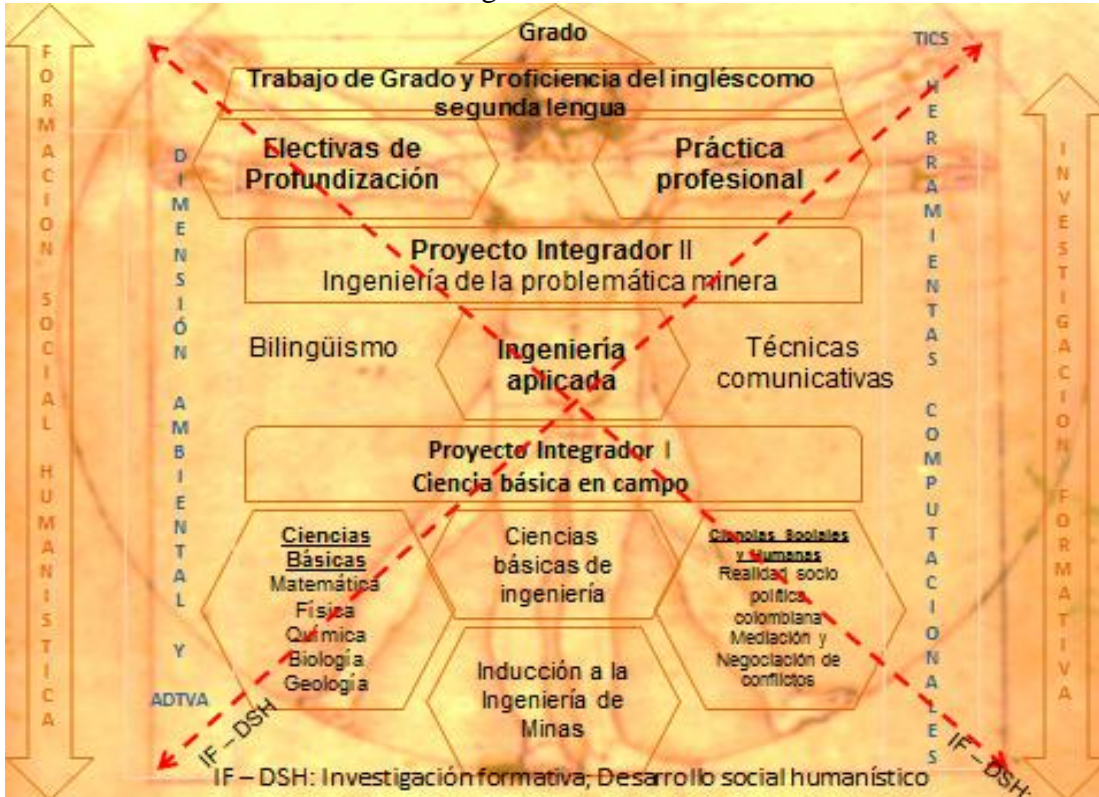 Grado
TICS
Trabajo de Grado y Proficiencia del ingléscomo
segunda lengua
Electivas de
Profundización
Práctica
profesional
Proyecto Integrador II
Ingeniería de la problemática minera
Bilingüismo
Ingeniería
aplicada
Técnicas
comunicativas
Proyecto Integrador I
Ciencia básica en campo
Ciencias
Básicas
Matemática
Física
Química
Biología
Geología
Ciencias
básicas de
ingeniería
Ciencias Sociales
y Humanas
Realidad socio
política
colombiana
Mediación y
Negociación de
conflictos
Inducción a la
Ingeniería de
Minas
FORMACION SOCIAL HUMANISTICA
DIMENSIÓN AMBIENTAL Y
ADTVA
HERRAMIENTAS COMPUTACIONALES
INVESTIGACION FORMATIVA
IF – DSH
IF – DSH:
IF – DSH: Investigación formativa; Desarrollo social humanístico